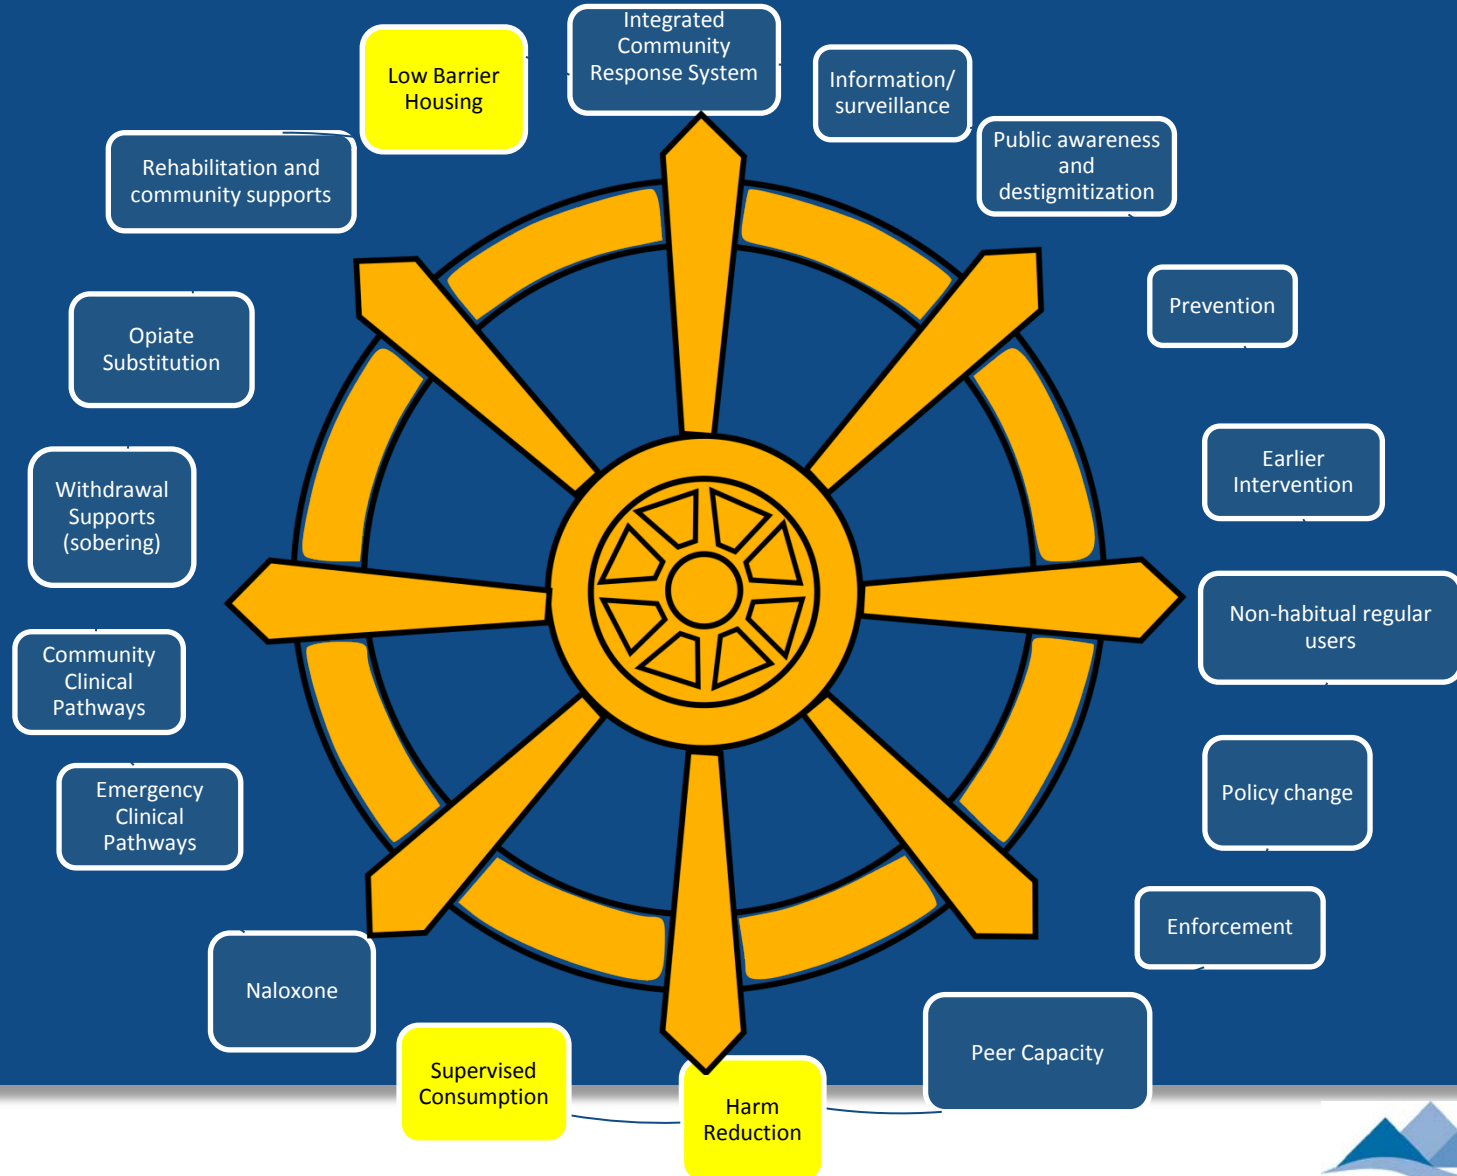 Integrated
Community
Response System
Information/
surveillance
Public awareness
and
destigmitization
Prevention
Earlier
Intervention
Non-habitual regular
users
Policy change
Enforcement
Peer Capacity
Harm
Reduction
Supervised
Consumption
Naloxone
Emergency
Clinical
Pathways
Community
Clinical
Pathways
Withdrawal
Supports
(sobering)
Opiate
Substitution
Rehabilitation and
community supports
Low Barrier
Housing